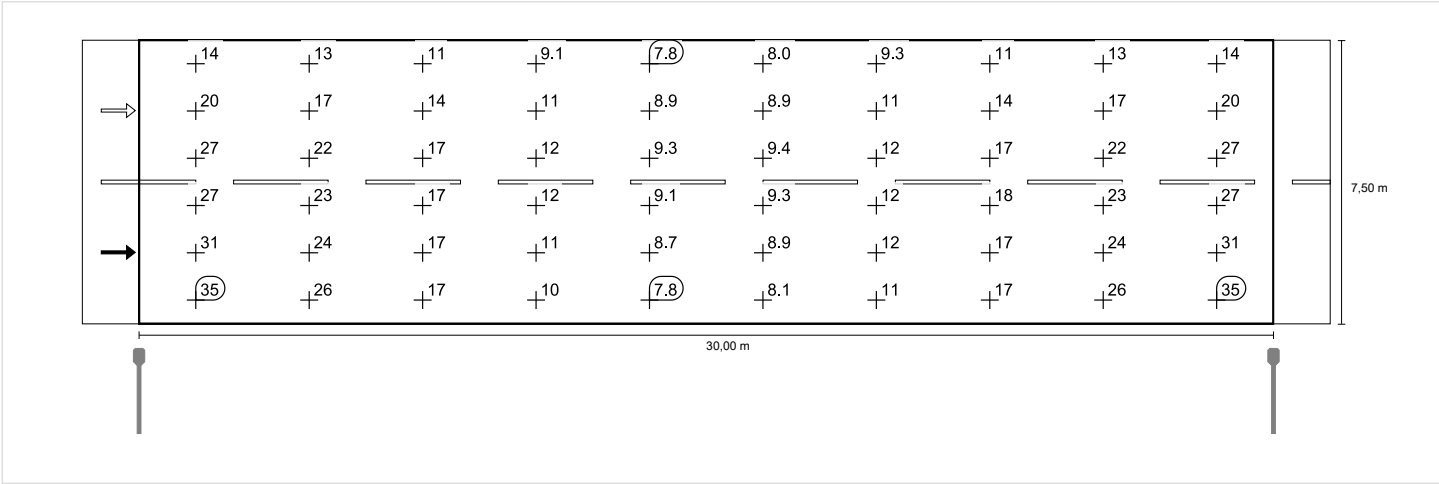 14 13 11 9.1 7.8 8.0 9.3 11 13 14
20 17 14 11 8.9 8.9 11 14 17 20
27 22 17 12 9.3 9.4 12 17 22 27
27 23 17 12 9.1 9.3 12 18 23 27
7,50 m
31 24 17 11 8.7 8.9 12 17 24 31
35 26 17 10 7.8 8.1 11 17 26 35
30,00 m